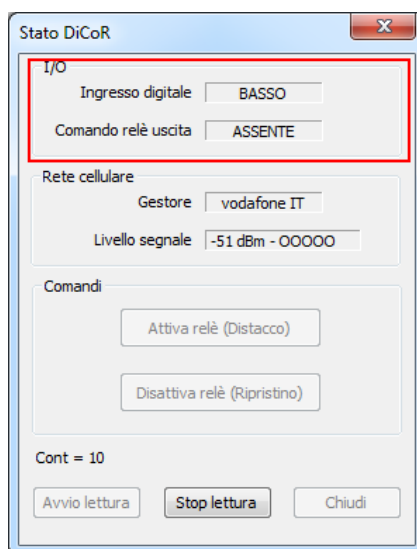 Stato DiCoR
I/O
Ingresso digitale BASSO
Comando relè uscita ASSENTE
Rete cellulare
Gestore vodafone IT
Livello segnale -51 dBm - OOOOO
Comandi
Attiva relè (Distacco)
Disattiva relè (Ripristino)
Cont = 10
Avvio lettura Stop lettura Chiudi